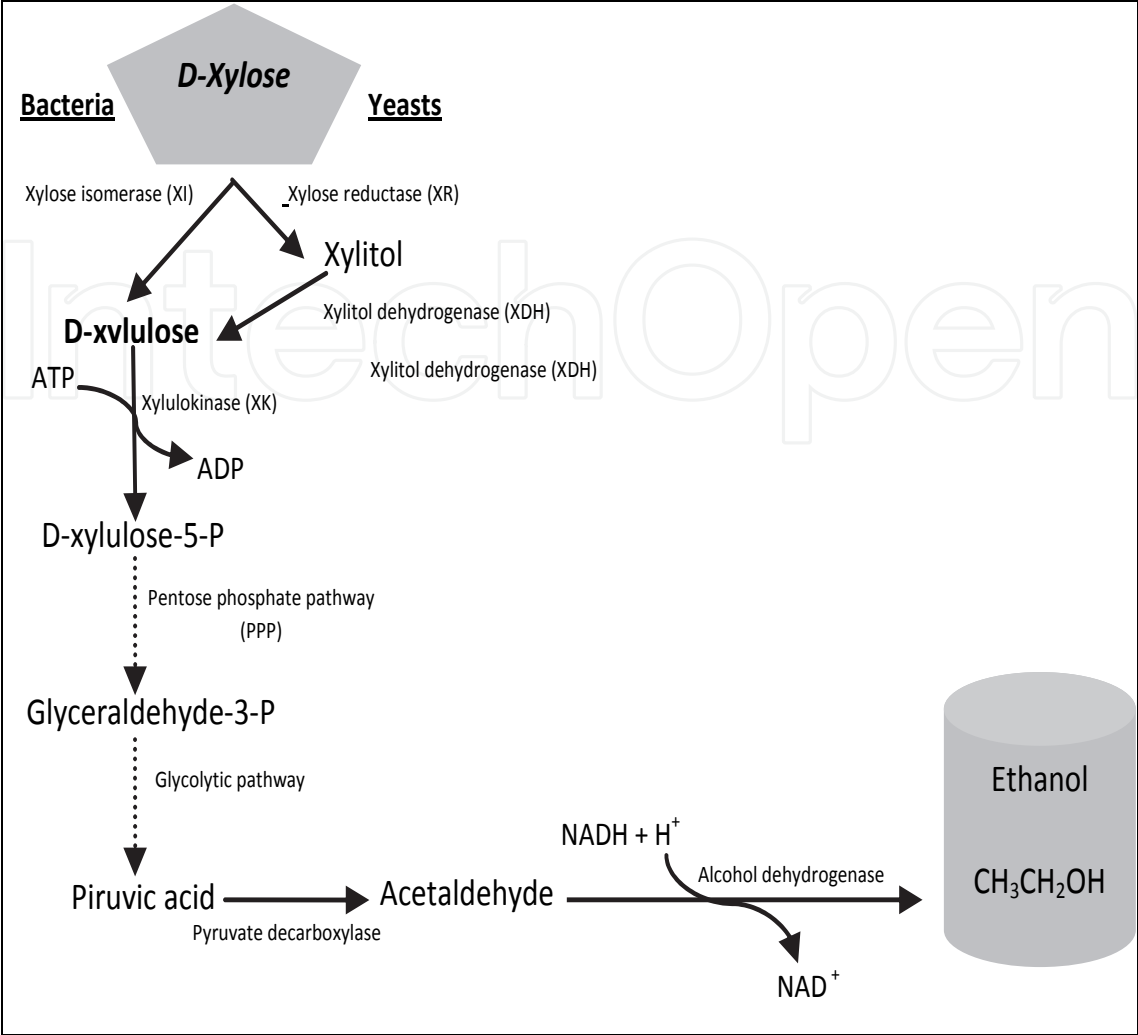 D-Xylose
Bacteria
Yeasts
Xylose isomerase (XI)
Xylose reductase (XR)
Xylitol
Xylitol dehydrogenase (XDH)
D-xvlulose
Xylitol dehydrogenase (XDH)
ATP
Xylulokinase (XK)
ADP
D-xylulose-5-P
Pentose phosphate pathway
(PPP)
Glyceraldehyde-3-P
Glycolytic pathway
Ethanol
NADH + H⁺
Alcohol dehydrogenase
CH₃CH₂OH
Piruvic acid
Acetaldehyde
Pyruvate decarboxylase
NAD⁺
IntechOpen